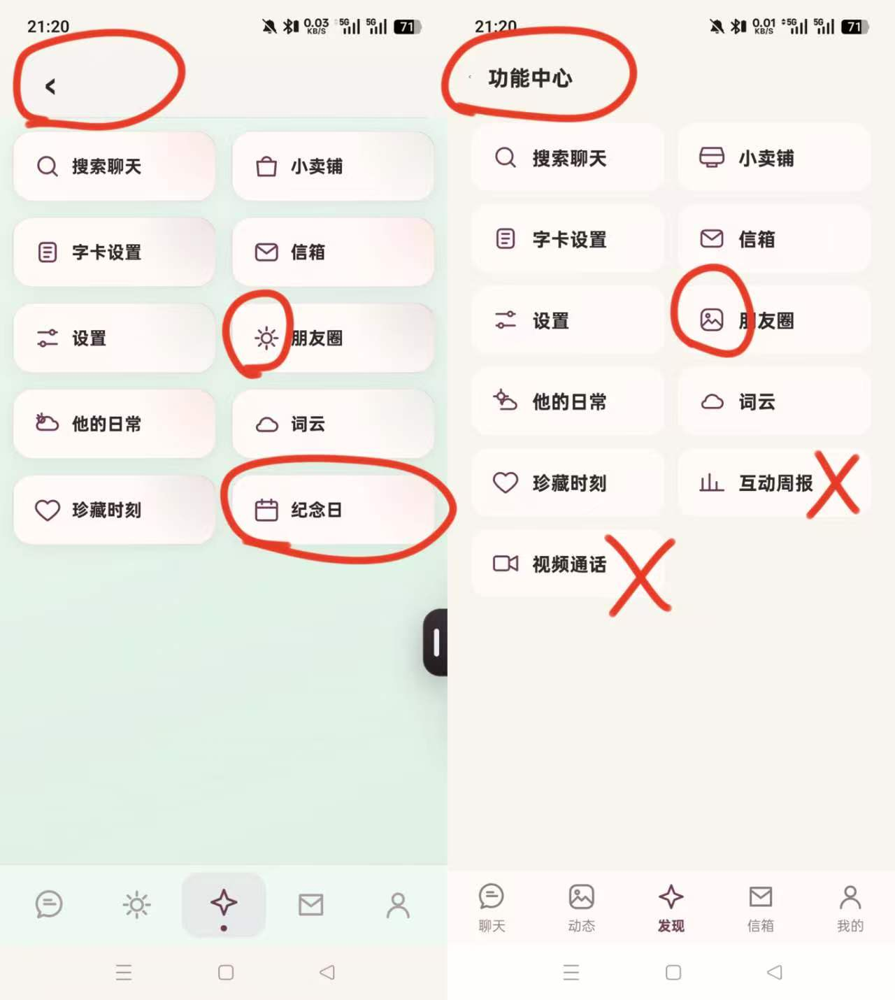 21:20
0.03
KB/S
5G
5G
71
搜索聊天
小卖铺
字卡设置
信箱
设置
朋友圈
他的日常
词云
珍藏时刻
纪念日
21:20
0.01
KB/S
5G
5G
71
功能中心
搜索聊天
小卖铺
字卡设置
信箱
设置
朋友圈
他的日常
词云
珍藏时刻
互动周报
视频通话
聊天
动态
发现
信箱
我的